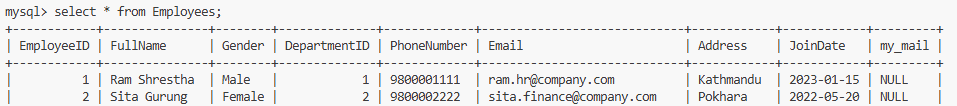 mysql> select * from Employees;
+------------+---------------+--------+--------------+-------------+--------------------------+-----------+------------+---------+
| EmployeeID | FullName | Gender | DepartmentID | PhoneNumber | Email | Address | JoinDate | my_mail |
+------------+---------------+--------+--------------+-------------+--------------------------+-----------+------------+---------+
| 1 | Ram Shrestha | Male | 1 | 9800001111 | ram.hr@company.com | Kathmandu | 2023-01-15 | NULL |
| 2 | Sita Gurung | Female | 2 | 9800002222 | sita.finance@company.com | Pokhara | 2022-05-20 | NULL |